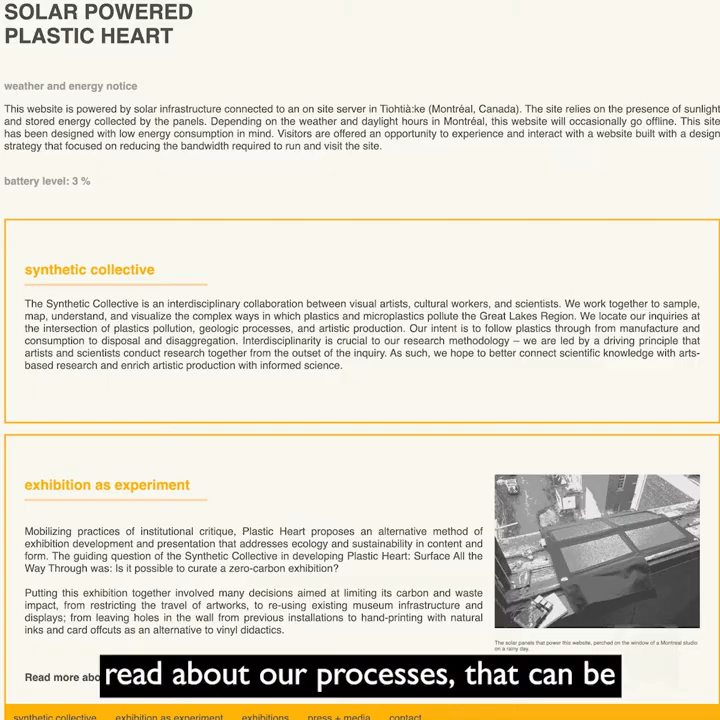 SOLAR POWERED
PLASTIC HEART
weather and energy notice
This website is powered by solar infrastructure connected to an on site server in Tiohtià:ke (Montréal, Canada). The site relies on the presence of sunlight
and stored energy collected by the panels. Depending on the weather and daylight hours in Montréal, this website will occasionally go offline. This site
has been designed with low energy consumption in mind. Visitors are offered an opportunity to experience and interact with a website built with a design
strategy that focused on reducing the bandwidth required to run and visit the site.
battery level: 3 %
synthetic collective
The Synthetic Collective is an interdisciplinary collaboration between visual artists, cultural workers, and scientists. We work together to sample,
map, understand, and visualize the complex ways in which plastics and microplastics pollute the Great Lakes Region. We locate our inquiries at
the intersection of plastics pollution, geologic processes, and artistic production. Our intent is to follow plastics through from manufacture and
consumption to disposal and disaggregation. Interdisciplinarity is crucial to our research methodology – we are led by a driving principle that
artists and scientists conduct research together from the outset of the inquiry. As such, we hope to better connect scientific knowledge with arts-
based research and enrich artistic production with informed science.
exhibition as experiment
Mobilizing practices of institutional critique, Plastic Heart proposes an alternative method of
exhibition development and presentation that addresses ecology and sustainability in content and
form. The guiding question of the Synthetic Collective in developing Plastic Heart: Surface All the
Way Through was: Is it possible to curate a zero-carbon exhibition?
Putting this exhibition together involved many decisions aimed at limiting its carbon and waste
impact, from restricting the travel of artworks, to re-using existing museum infrastructure and
displays; from leaving holes in the wall from previous installations to hand-printing with natural
inks and card offcuts as an alternative to vinyl didactics.
The solar panels that power this website, perched on the window of a Montreal studio
on a rainy day.
Read more abo
read about our processes, that can be
synthetic collective exhibition as experiment exhibitions press + media contact